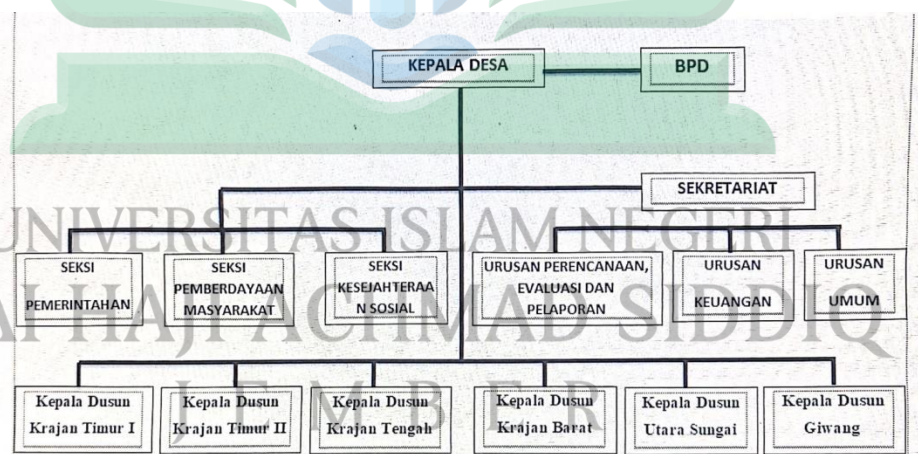 KEPALA DESA
BPD
SEKRETARIAT
UNIVERSITAS ISLAM NEGERI
SEKSI
PEMERINTAHAN
SEKSI
PEMBERDAYAAN
MASYARAKAT
SEKSI
KESEJAHTERAA
N SOSIAL
URUSAN PERENCANAAN,
EVALUASI DAN
PELAPORAN
URUSAN
KEUANGAN
URUSAN
UMUM
AI HAJI ACHMAD SIDDIQ
Kepala Dusun
Krajan Timur I
Kepala Dusun
Krajan Timur II
Kepala Dusun
Krajan Tengah
Kepala Dusun
Krajan Barat
Kepala Dusun
Utara Sungai
Kepala Dusun
Giwang
J E M B E R